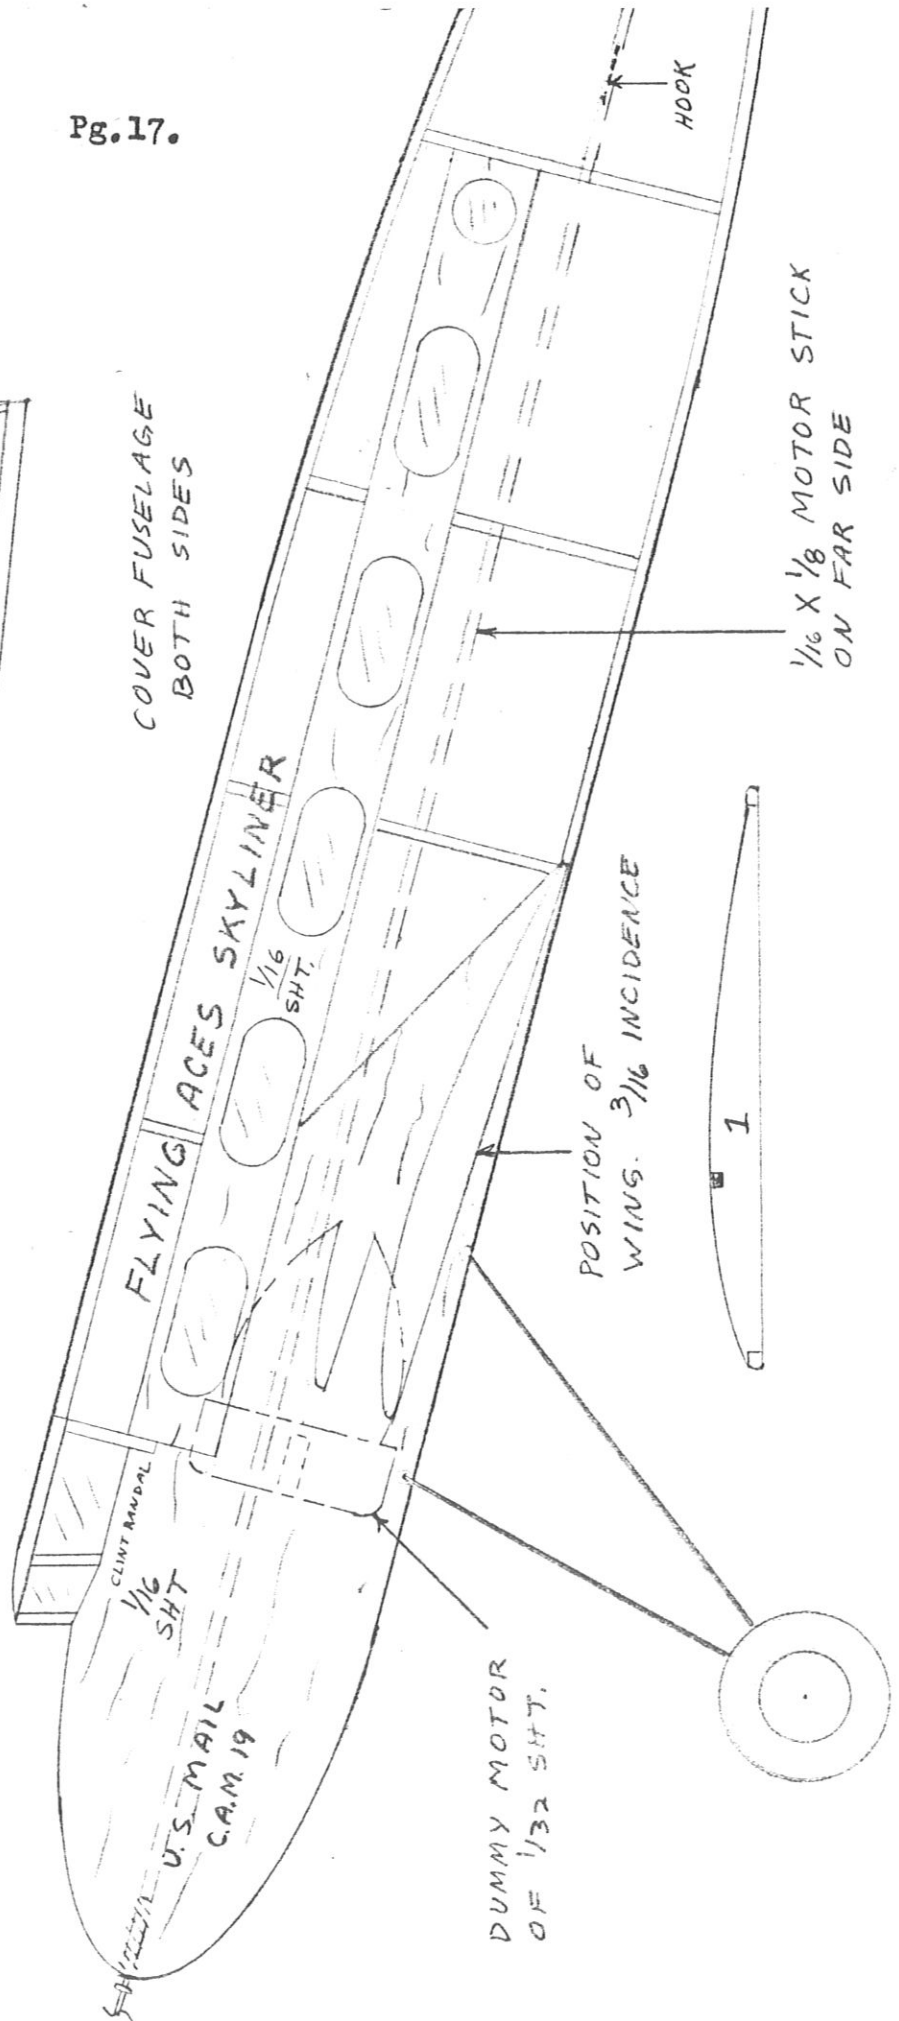 Pg.17.
HOOK
COVER FUSELAGE
BOTH SIDES
1/16 X 1/8 MOTOR STICK
ON FAR SIDE
FLYING ACES SKYLINER
1/16
SHT.
POSITION OF
WING. 3/16 INCIDENCE
1
CLINT RANDAL
1/16
SHT
U.S. MAIL
C.A.M. 19
DUMMY MOTOR
OF 1/32 SHT.